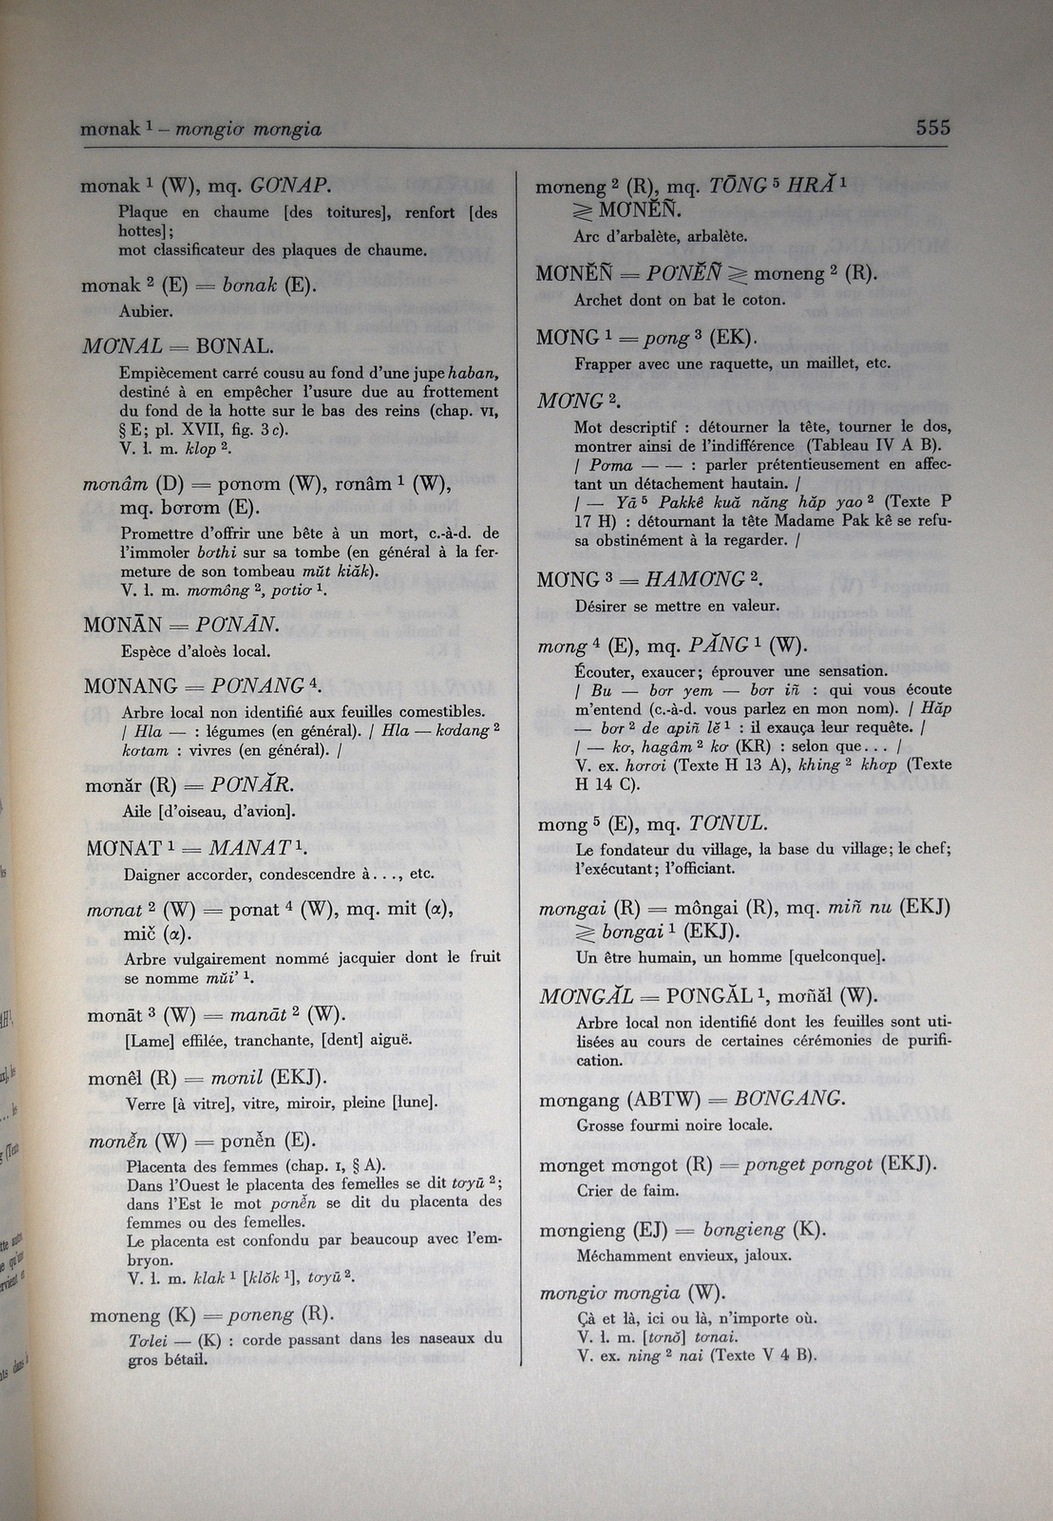 mơnak ¹ – mơngiơ mơngia
555
mơnak ¹ (W), mq. GƠNAP.
Plaque en chaume [des toitures], renfort [des
hottes] ;
mot classificateur des plaques de chaume.
mơnak ² (E) = bơnak (E).
Aubier.
MƠNAL = BƠNAL.
Empiècement carré cousu au fond d'une jupe haban,
destiné à en empêcher l'usure due au frottement
du fond de la hotte sur le bas des reins (chap. VI,
§ E ; pl. XVII, fig. 3 c).
V. l. m. klop ².
mơnâm (D) = pơnơm (W), rơnâm ¹ (W),
mq. bơrơm (E).
Promettre d'offrir une bête à un mort, c.-à-d. de
l'immoler bơthi sur sa tombe (en général à la fer-
meture de son tombeau mŭt kiăk).
V. l. m. mơmông ², pơtiơ ¹.
MƠNĀN = PƠNĀN.
Espèce d'aloès local.
MƠNANG = PƠNANG ⁴.
Arbre local non identifié aux feuilles comestibles.
/ Hla — : légumes (en général). / Hla — kơdang ²
kơtam : vivres (en général). /
mơnăr (R) = PƠNĂR.
Aile [d'oiseau, d'avion].
MƠNAT ¹ = MANAT ¹.
Daigner accorder, condescendre à . . ., etc.
mơnat ² (W) = pơnat ⁴ (W), mq. mit (α),
mič (α).
Arbre vulgairement nommé jacquier dont le fruit
se nomme mŭi' ¹.
mơnāt ³ (W) = manāt ² (W).
[Lame] effilée, tranchante, [dent] aiguë.
mơnêl (R) = mơnil (EKJ).
Verre [à vitre], vitre, miroir, pleine [lune].
mơnê̆n (W) = pơnê̆n (E).
Placenta des femmes (chap. I, § A).
Dans l'Ouest le placenta des femelles se dit tơyū ² ;
dans l'Est le mot pơnê̆n se dit du placenta des
femmes ou des femelles.
Le placenta est confondu par beaucoup avec l'em-
bryon.
V. l. m. klak ¹ [klŏk ¹], tơyū ².
mơneng (K) = pơneng (R).
Tơlei — (K) : corde passant dans les naseaux du
gros bétail.
mơneng ² (R), mq. TŌNG ⁵ HRĂ ¹
⪌ MƠNĔÑ.
Arc d'arbalète, arbalète.
MƠNĔÑ = PƠNĔÑ ⪌ mơneng ² (R).
Archet dont on bat le coton.
MƠNG ¹ = pơng ³ (EK).
Frapper avec une raquette, un maillet, etc.
MƠNG ².
Mot descriptif : détourner la tête, tourner le dos,
montrer ainsi de l'indifférence (Tableau IV A B).
/ Pơma — — : parler prétentieusement en affec-
tant un détachement hautain. /
/ — Yă ⁵ Pakkê kuă năng hăp yao ² (Texte P
17 H) : détournant la tête Madame Pak kê se refu-
sa obstinément à la regarder. /
MƠNG ³ = HAMƠNG ².
Désirer se mettre en valeur.
mơng ⁴ (E), mq. PĂNG ¹ (W).
Écouter, exaucer ; éprouver une sensation.
/ Bu — bơr yem — bơr iñ : qui vous écoute
m'entend (c.-à-d. vous parlez en mon nom). / Hăp
— bơr ² de apiñ lĕ ¹ : il exauça leur requête. /
/ — kơ, hagâm ² kơ (KR) : selon que . . . /
V. ex. hơrơi (Texte H 13 A), khing ² khơp (Texte
H 14 C).
mơng ⁵ (E), mq. TƠNUL.
Le fondateur du village, la base du village ; le chef ;
l'exécutant ; l'officiant.
mơngai (R) = môngai (R), mq. miñ nu (EKJ)
⪌ bơngai ¹ (EKJ).
Un être humain, un homme [quelconque].
MƠNGĂL = PƠNGĂL ¹, mơñăl (W).
Arbre local non identifié dont les feuilles sont uti-
lisées au cours de certaines cérémonies de purifi-
cation.
mơngang (ABTW) = BƠNGANG.
Grosse fourmi noire locale.
mơnget mơngot (R) = pơnget pơngot (EKJ).
Crier de faim.
mơngieng (EJ) = bơngieng (K).
Méchamment envieux, jaloux.
mơngiơ mơngia (W).
Çà et là, ici ou là, n'importe où.
V. l. m. [tơnŏ] tơnai.
V. ex. ning ² nai (Texte V 4 B).